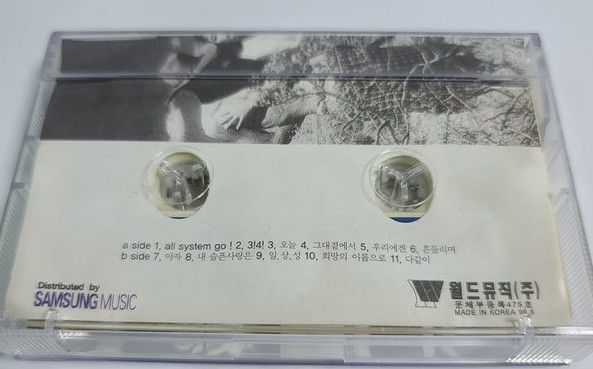 a side 1, all system go ! 2, 3!4! 3, 오늘 4, 그대곁에서 5, 우리에겐 6, 흔들리며
b side 7, 아자 8, 내 슬픈사랑은 9, 일,상,성 10, 희망의 이름으로 11, 다같이
Distributed by
SAMSUNG MUSIC
월드뮤직(주)
문체부등록475호
MADE IN KOREA 96.5